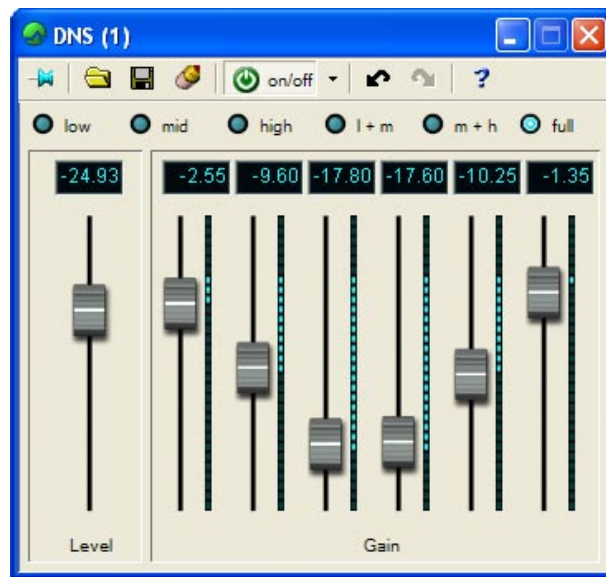 DNS (1)
on/off
low mid high l + m m + h full
-24.93 -2.55 -9.60 -17.80 -17.60 -10.25 -1.35
Level Gain